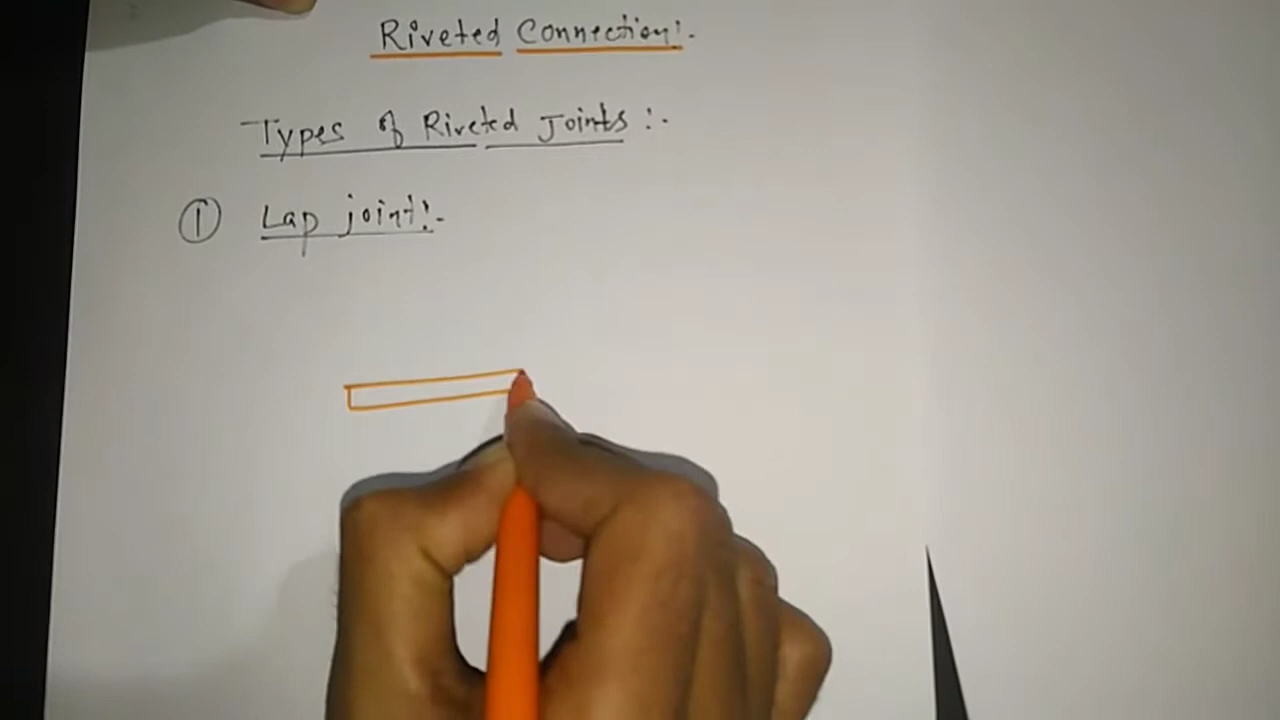 Riveted Connection:-
Types of Riveted Joints :-
① Lap joint:-